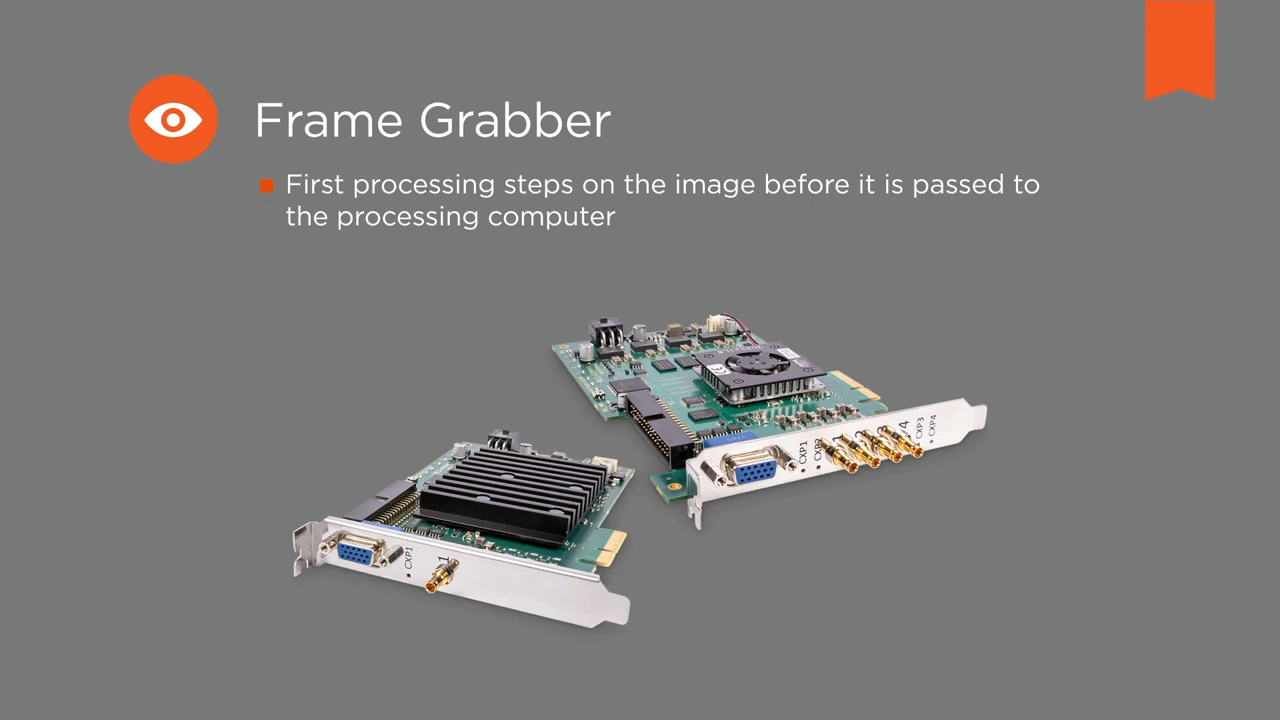 Frame Grabber
First processing steps on the image before it is passed to
the processing computer
CXP1
CXP2
4
CXP3
CXP4
CXP1
1